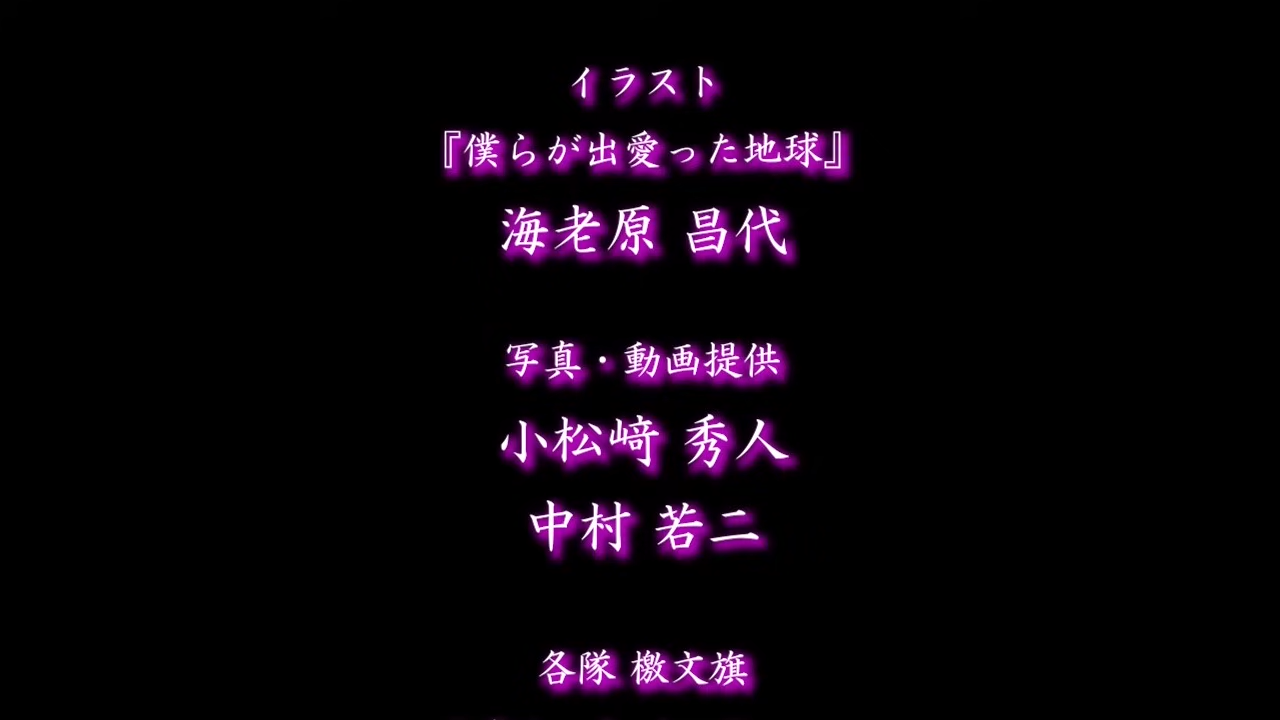 イラスト
『僕らが出愛った地球』
海老原 昌代
写真・動画提供
小松﨑 秀人
中村 若二
各隊 檄文旗